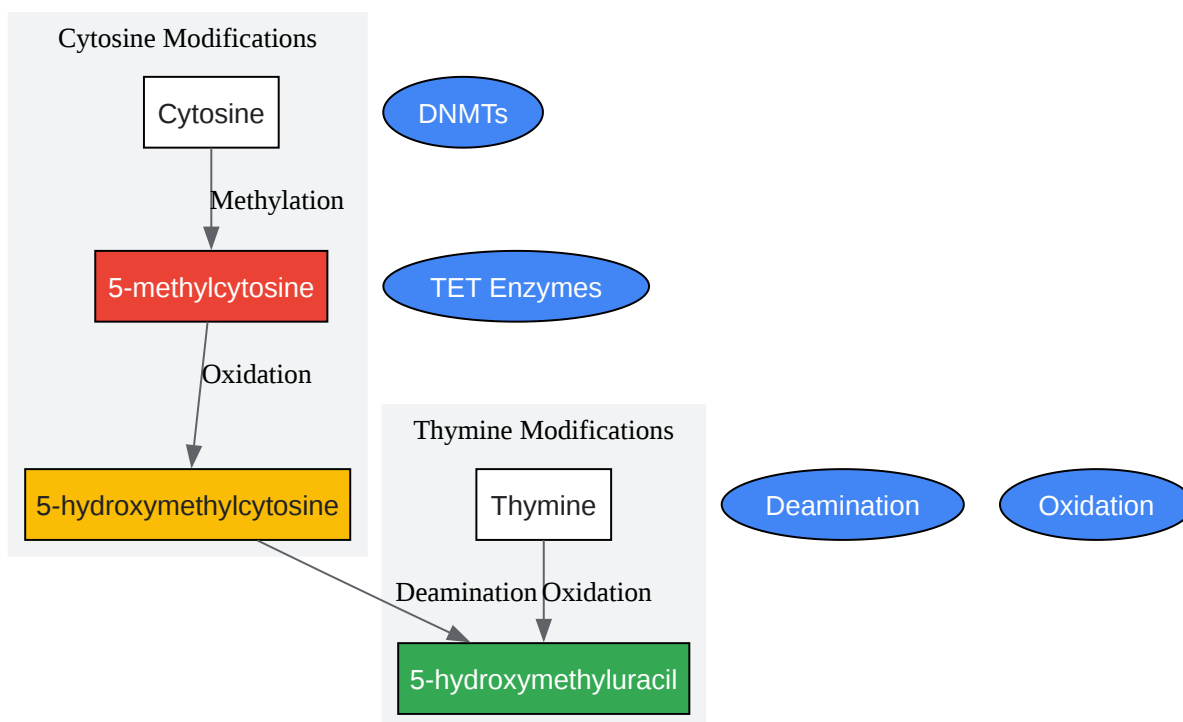 Cytosine Modifications
Cytosine
DNMTs
Methylation
5-methylcytosine
TET Enzymes
Oxidation
Thymine Modifications
5-hydroxymethylcytosine
Thymine
Deamination
Oxidation
Deamination
Oxidation
5-hydroxymethyluracil